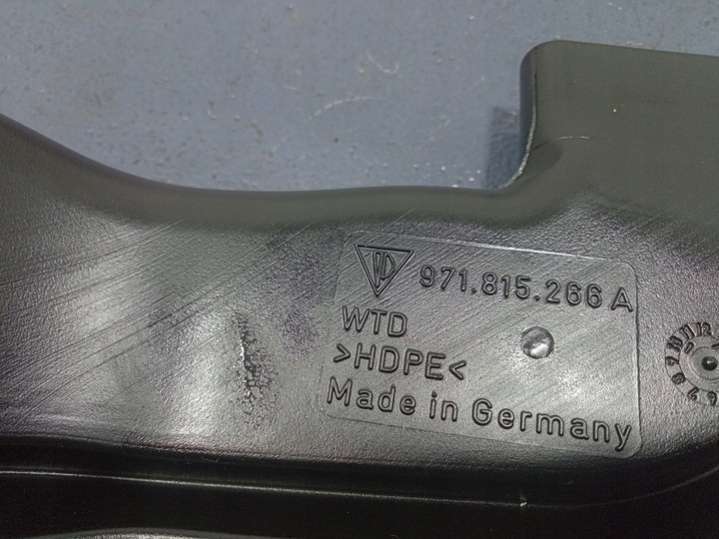 971.815.266 A
WTD
>HDPE<
Made in Germany